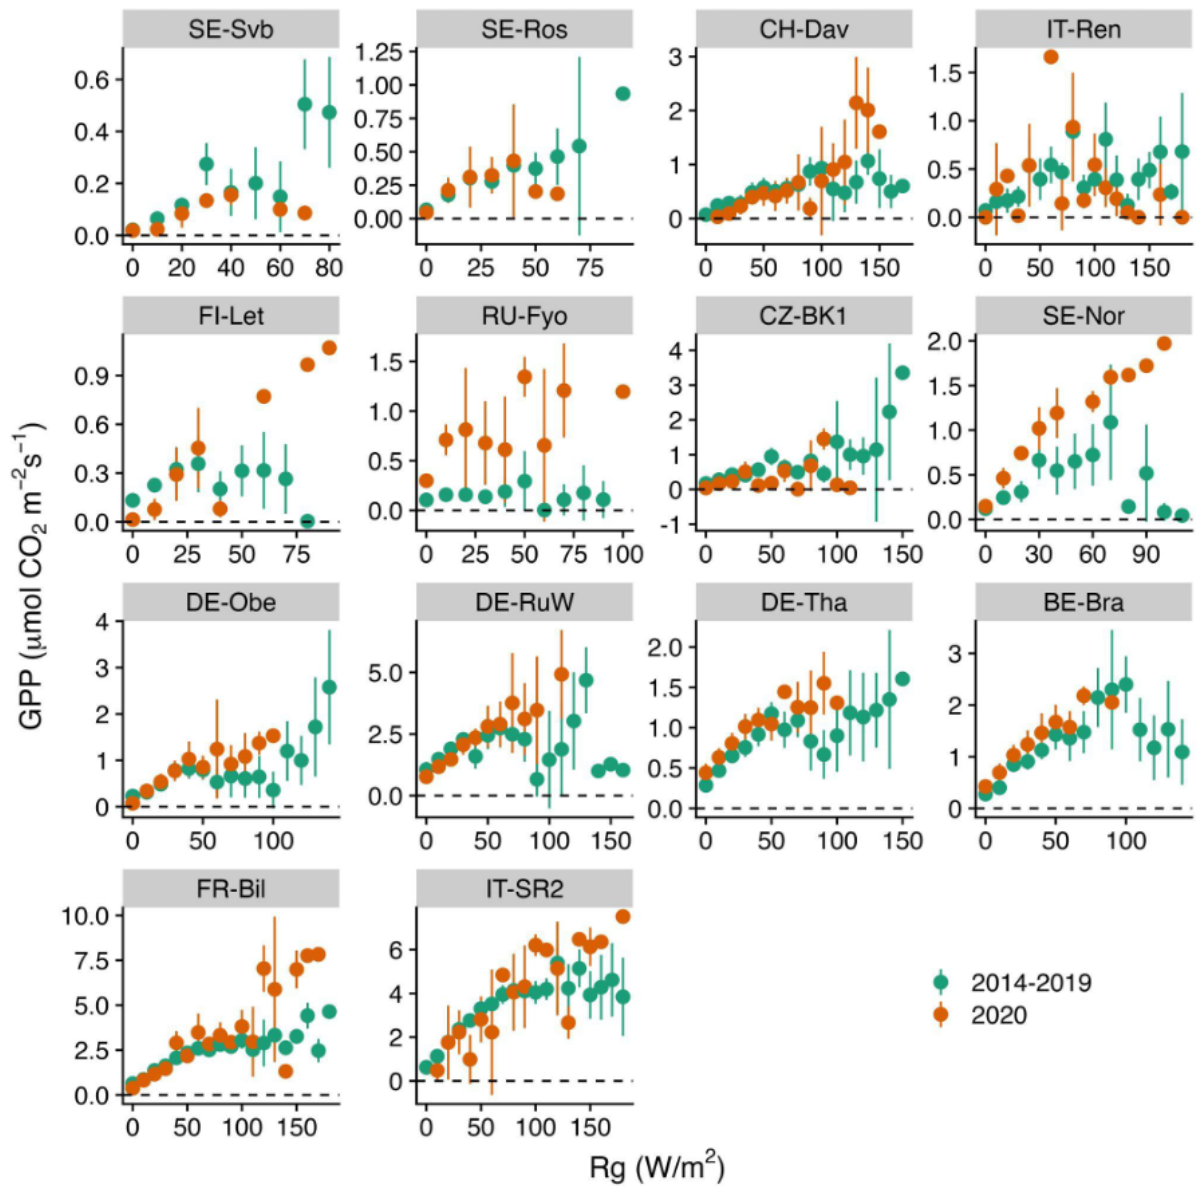 SE-Svb SE-Ros CH-Dav IT-Ren
0.6 0.4 0.2 0.0
0 20 40 60 80
1.25 1.00 0.75 0.50 0.25 0.00
0 25 50 75
3 2 1 0
0 50 100 150
1.5 1.0 0.5 0.0
0 50 100 150
FI-Let RU-Fyo CZ-BK1 SE-Nor
0.9 0.6 0.3 0.0
0 25 50 75
1.5 1.0 0.5 0.0
0 25 50 75 100
4 3 2 1 0 -1
0 50 100 150
2.0 1.5 1.0 0.5 0.0
0 30 60 90
GPP (μmol CO₂ m⁻²s⁻¹)
DE-Obe DE-RuW DE-Tha BE-Bra
4 3 2 1 0
0 50 100
5.0 2.5 0.0
0 50 100 150
2.0 1.5 1.0 0.5 0.0
0 50 100 150
3 2 1 0
0 50 100
FR-Bil IT-SR2
10.0 7.5 5.0 2.5 0.0
0 50 100 150
6 4 2 0
0 50 100 150
2014-2019
2020
Rg (W/m²)